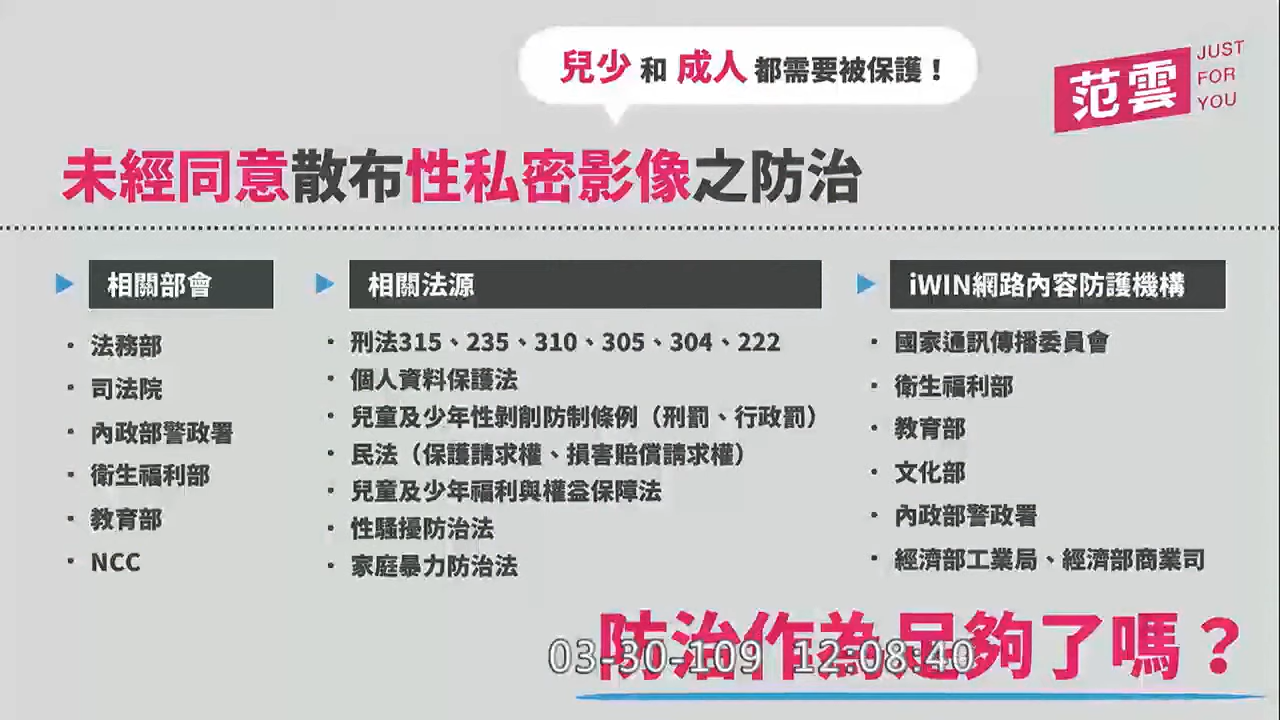 兒少 和 成人 都需要被保護！
范雲
JUST
FOR
YOU
未經同意散布性私密影像之防治
相關部會
・法務部
・司法院
・內政部警政署
・衛生福利部
・教育部
・NCC
相關法源
・刑法315、235、310、305、304、222
・個人資料保護法
・兒童及少年性剝削防制條例（刑罰、行政罰）
・民法（保護請求權、損害賠償請求權）
・兒童及少年福利與權益保障法
・性騷擾防治法
・家庭暴力防治法
iWIN網路內容防護機構
・國家通訊傳播委員會
・衛生福利部
・教育部
・文化部
・內政部警政署
・經濟部工業局、經濟部商業司
防治作為足夠了嗎？
03-30-109 12:08:40